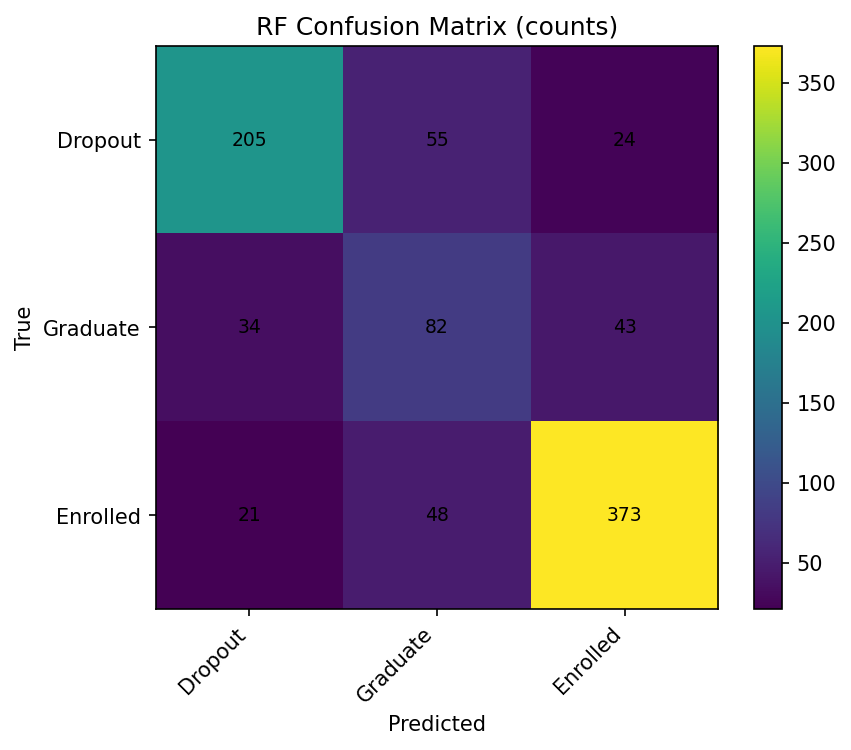 RF Confusion Matrix (counts)
True
Dropout
205
55
24
Graduate
34
82
43
Enrolled
21
48
373
Dropout
Graduate
Enrolled
Predicted
350
300
250
200
150
100
50